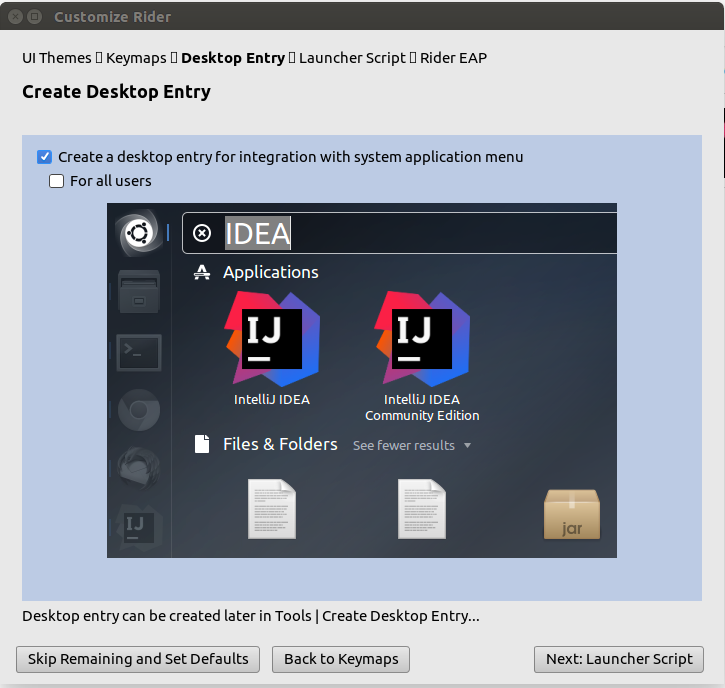 Customize Rider
UI Themes ▯ Keymaps ▯ Desktop Entry ▯ Launcher Script ▯ Rider EAP
Create Desktop Entry
Create a desktop entry for integration with system application menu
For all users
IDEA
Applications
IJ
IJ
IntelliJ IDEA
IntelliJ IDEA
Community Edition
Files & Folders See fewer results
>_
IJ
jar
Desktop entry can be created later in Tools | Create Desktop Entry...
Skip Remaining and Set Defaults
Back to Keymaps
Next: Launcher Script